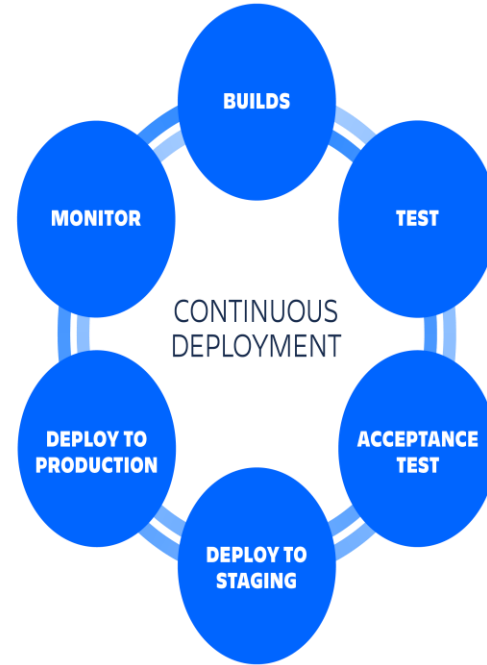 BUILDS
TEST
ACCEPTANCE
TEST
DEPLOY TO
STAGING
DEPLOY TO
PRODUCTION
MONITOR
CONTINUOUS
DEPLOYMENT